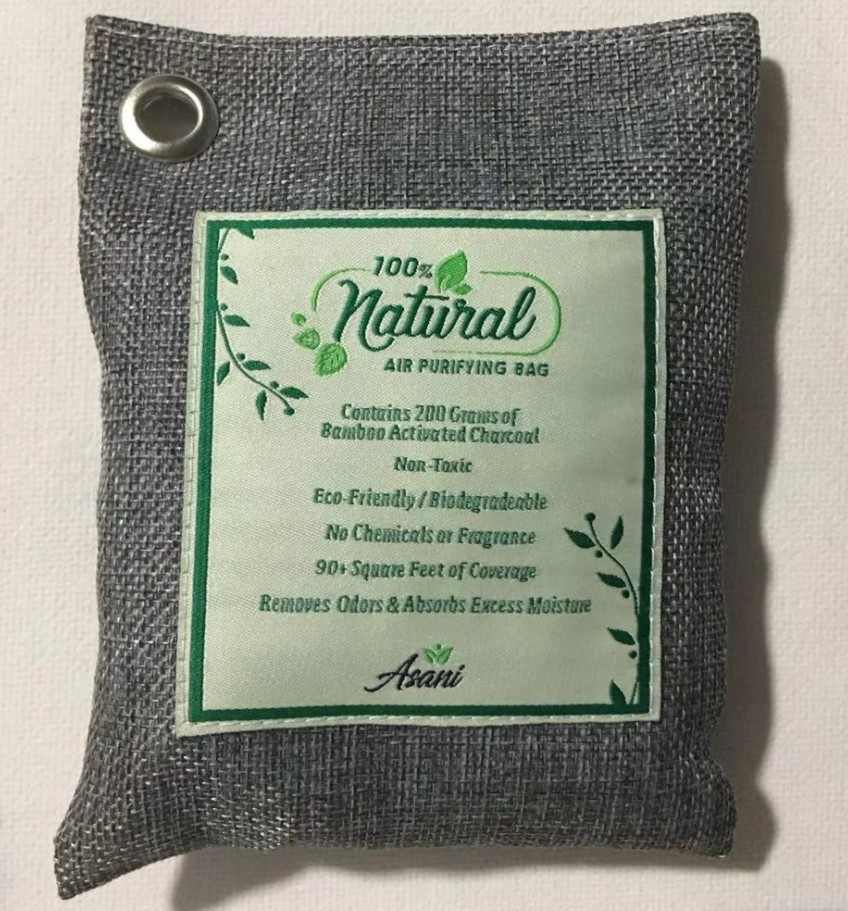 100%
Natural
AIR PURIFYING BAG
Contains 200 Grams of
Bamboo Activated Charcoal
Non-Toxic
Eco-Friendly / Biodegradeable
No Chemicals or Fragrance
90+ Square Feet of Coverage
Removes Odors & Absorbs Excess Moisture
Asani